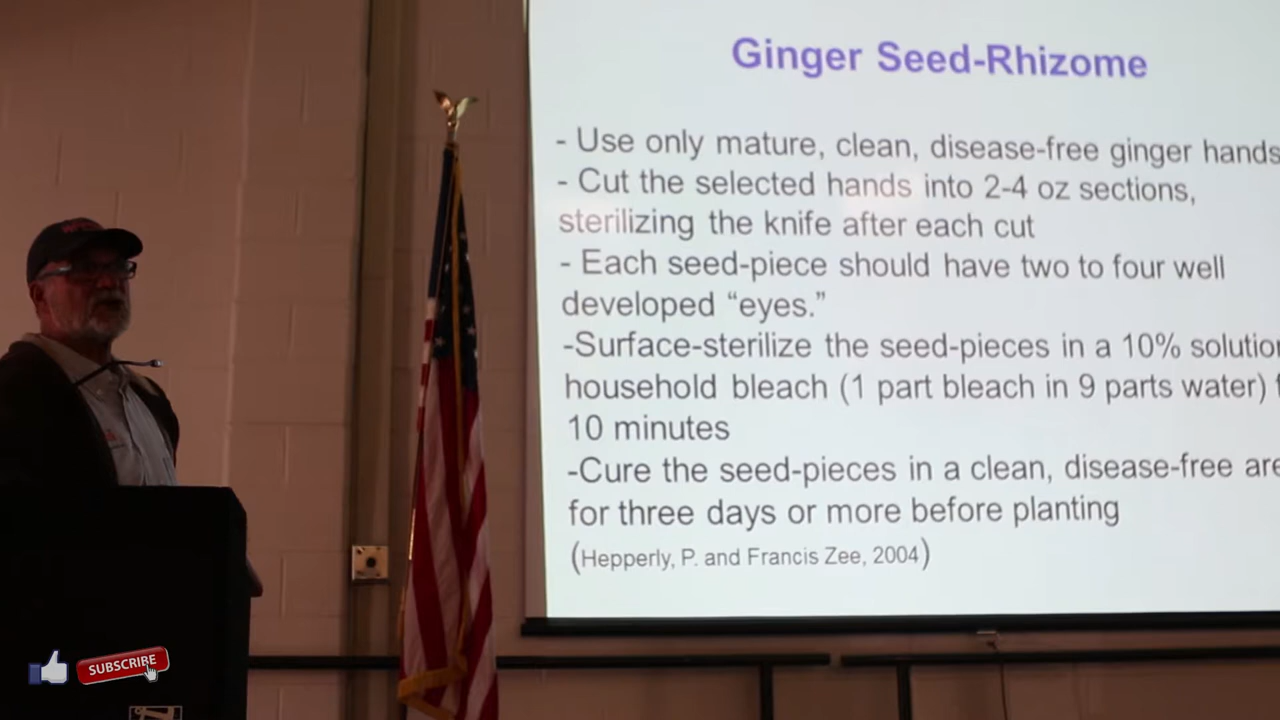 Ginger Seed-Rhizome
- Use only mature, clean, disease-free ginger hands
- Cut the selected hands into 2-4 oz sections,
sterilizing the knife after each cut
- Each seed-piece should have two to four well
developed “eyes.”
-Surface-sterilize the seed-pieces in a 10%
household bleach (1 part bleach in 9 parts water)
10 minutes
-Cure the seed-pieces in a clean, disease-free
for three days or more before planting
(Hepperly, P. and Francis Zee, 2004)
SUBSCRIBE